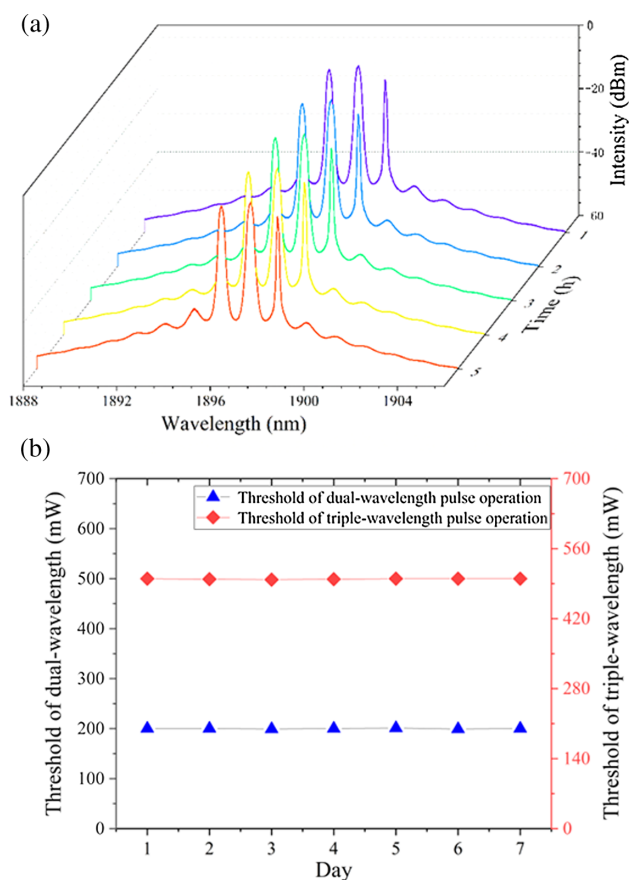 (a)
0
−20
−40
60
Intensity (dBm)
1
2
3
4
5
Time (h)
1888
1892
1896
1900
1904
Wavelength (nm)
(b)
Threshold of dual-wavelength pulse operation
Threshold of triple-wavelength pulse operation
700
600
500
400
300
200
100
0
Threshold of dual-wavelength (mW)
700
560
420
280
140
0
Threshold of triple-wavelength (mW)
1 2 3 4 5 6 7
Day